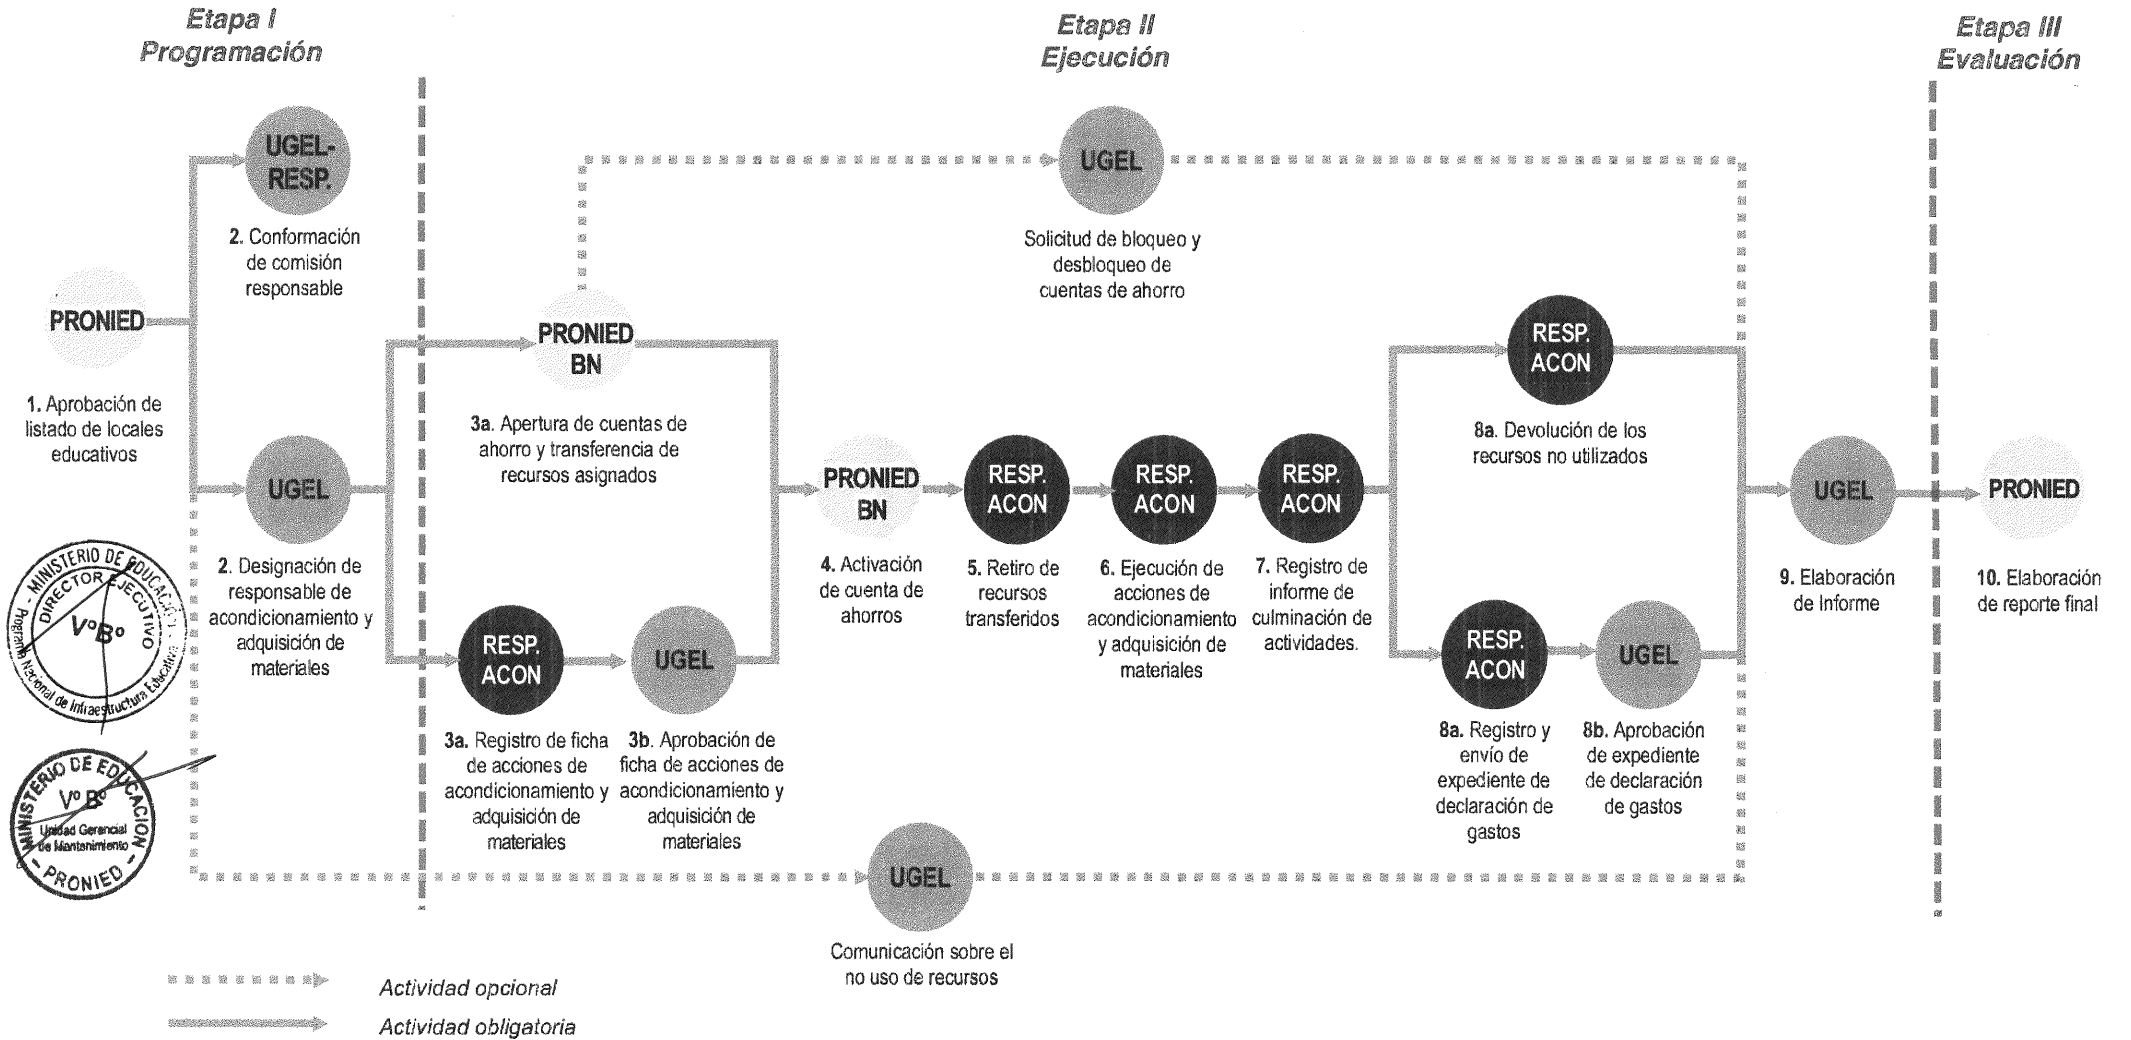 Etapa I
Programación
Etapa II
Ejecución
Etapa III
Evaluación
UGEL-
RESP.
2. Conformación
de comisión
responsable
PRONIED
1. Aprobación de
listado de locales
educativos
UGEL
2. Designación de
responsable de
acondicionamiento y
adquisición de
materiales
UGEL
Solicitud de bloqueo y
desbloqueo de
cuentas de ahorro
PRONIED
BN
3a. Apertura de cuentas de
ahorro y transferencia de
recursos asignados
RESP.
ACON
3a. Registro de ficha
de acciones de
acondicionamiento y
adquisición de
materiales
UGEL
3b. Aprobación de
ficha de acciones de
acondicionamiento y
adquisición de
materiales
PRONIED
BN
4. Activación
de cuenta de
ahorros
RESP.
ACON
5. Retiro de
recursos
transferidos
RESP.
ACON
6. Ejecución de
acciones de
acondicionamiento
y adquisición de
materiales
RESP.
ACON
7. Registro de
informe de
culminación de
actividades.
RESP.
ACON
8a. Devolución de los
recursos no utilizados
RESP.
ACON
8a. Registro y
envío de
expediente de
declaración de
gastos
UGEL
8b. Aprobación
de expediente
de declaración
de gastos
UGEL
9. Elaboración
de Informe
PRONIED
10. Elaboración
de reporte final
UGEL
Comunicación sobre el
no uso de recursos
- MINISTERIO DE EDUCACIÓN -
DIRECTOR EJECUTIVO
VºBº
Programa Nacional de Infraestructura Educativa
MINISTERIO DE EDUCACION
Vº Bº
Unidad Gerencial
de Mantenimiento
- PRONIED -
Actividad opcional
Actividad obligatoria